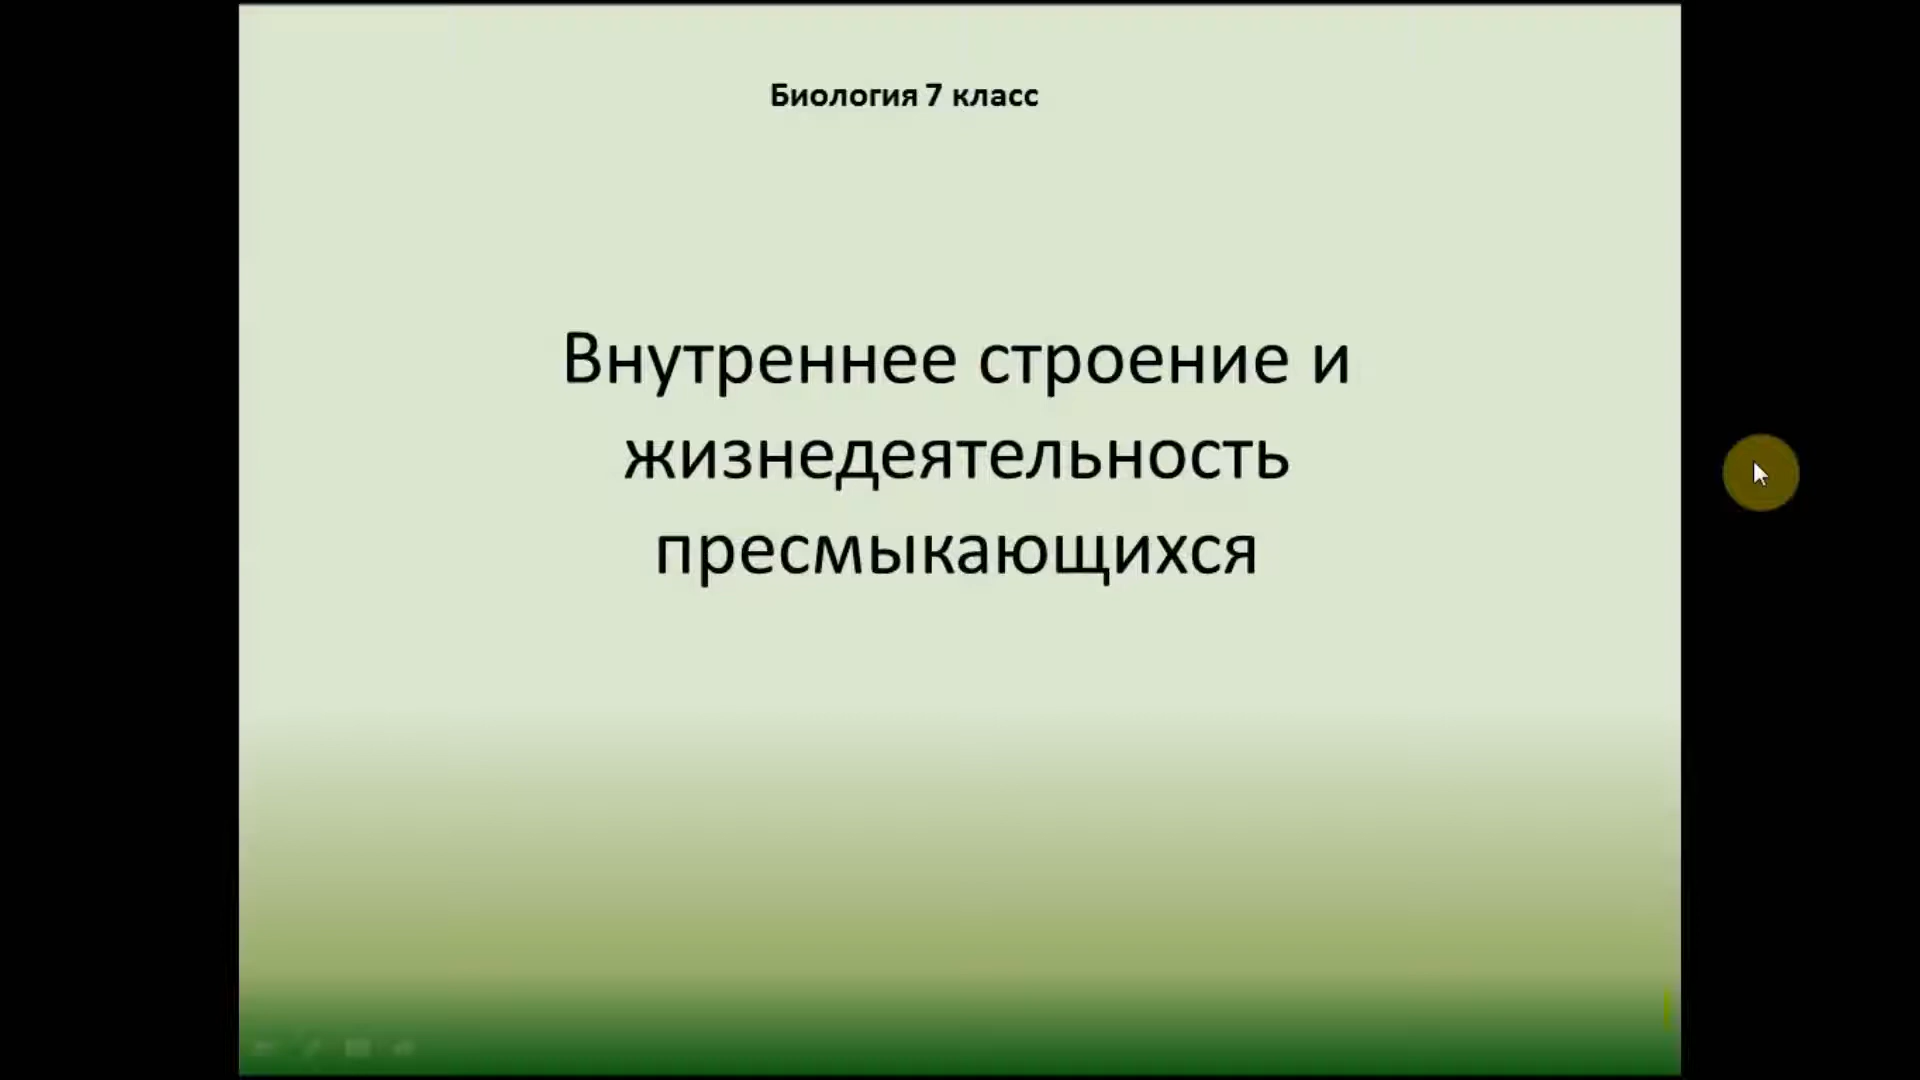 Биология 7 класс
Внутреннее строение и
жизнедеятельность
пресмыкающихся